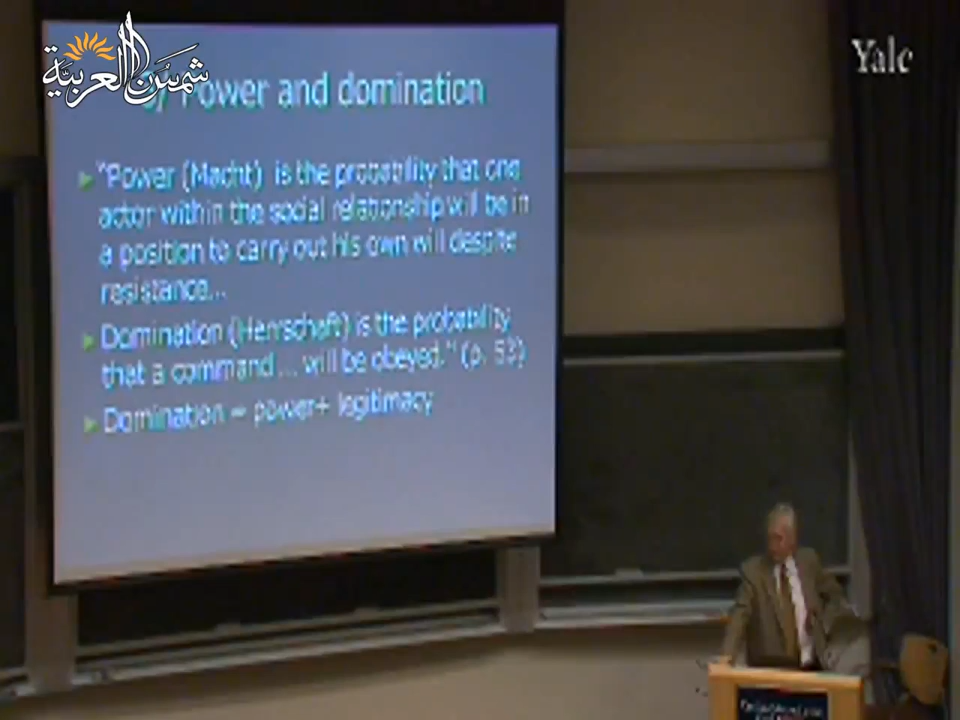 شمس العربية
Yale
Power and domination
"Power (Macht) is the probability that one
actor within the social relationship will be in
a position to carry out his own will despite
resistance...
Domination (Herrschaft) is the probability
that a command ... will be obeyed." (p. 53)
Domination = power+ legitimacy